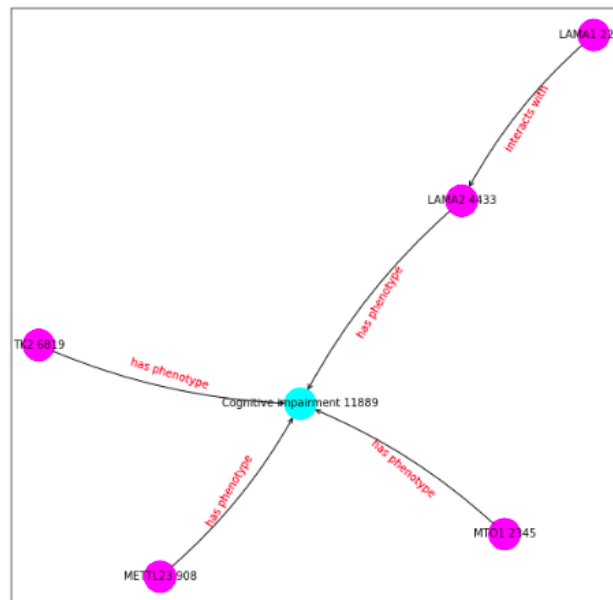 LAMA1 22
Interacts with
LAMA2 4433
has phenotype
TK2 6819
has phenotype
Cognitive Impairment 11889
has phenotype
has phenotype
MTO1 2345
METTL23 908